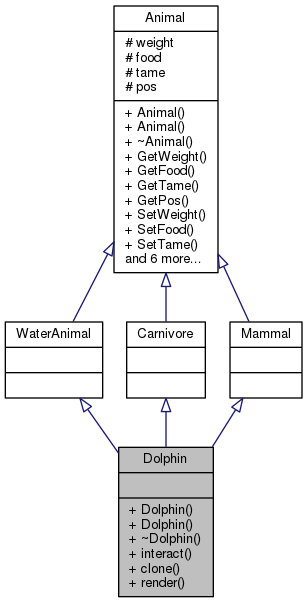 Animal
# weight
# food
# tame
# pos
+ Animal()
+ Animal()
+ ~Animal()
+ GetWeight()
+ GetFood()
+ GetTame()
+ GetPos()
+ SetWeight()
+ SetFood()
+ SetTame()
and 6 more...
WaterAnimal
Carnivore
Mammal
Dolphin
+ Dolphin()
+ Dolphin()
+ ~Dolphin()
+ interact()
+ clone()
+ render()